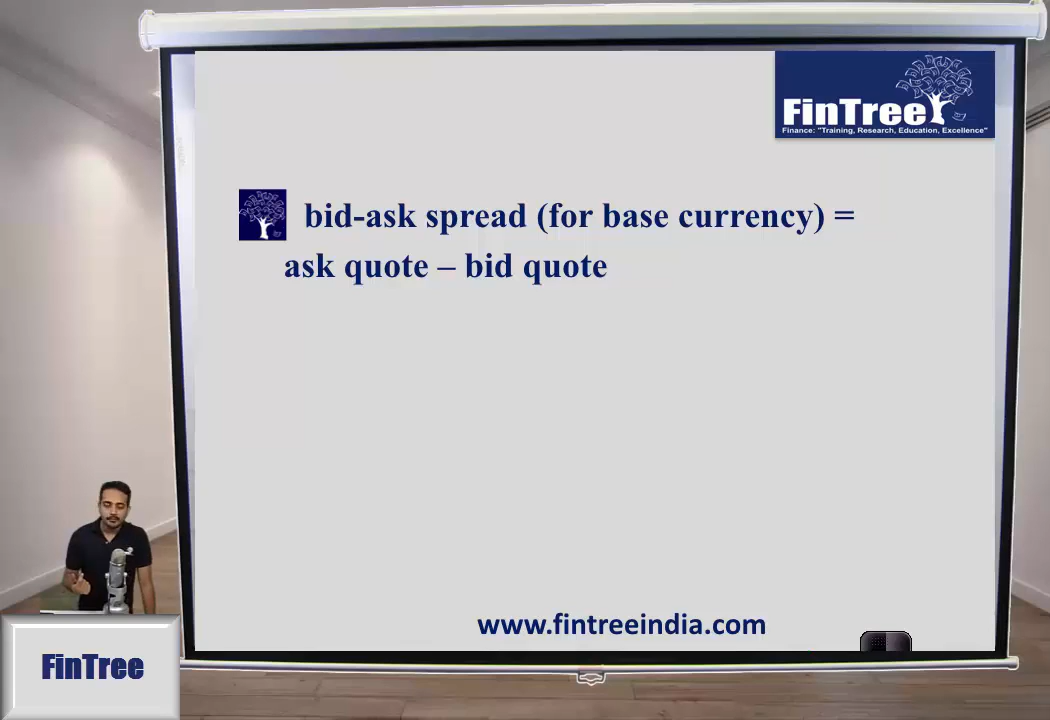 FinTree
Finance: "Training, Research, Education, Excellence"
bid-ask spread (for base currency) =
ask quote – bid quote
www.fintreeindia.com
FinTree